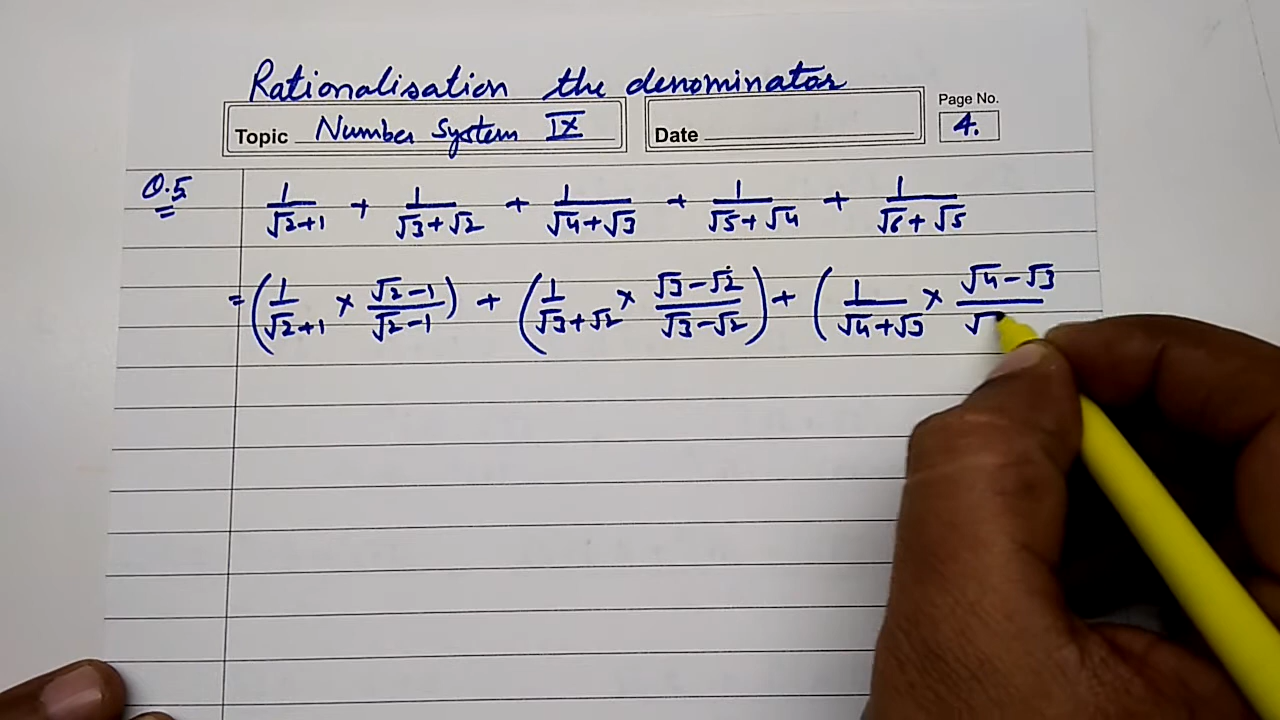 Rationalisation the denominator
Topic Number System IX Date Page No. 4.
Q.5 1/(√2+1) + 1/(√3+√2) + 1/(√4+√3) + 1/(√5+√4) + 1/(√6+√5)
= (1/(√2+1) × (√2-1)/(√2-1)) + (1/(√3+√2) × (√3-√2)/(√3-√2)) + (1/(√4+√3) × (√4-√3)/√